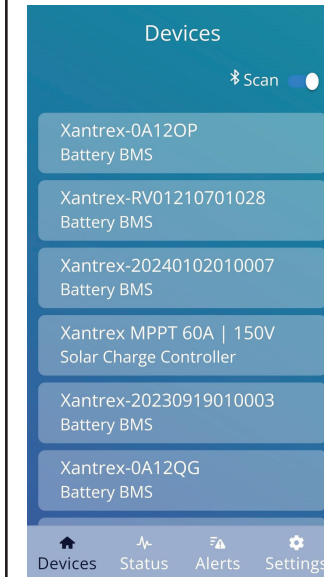 Devices
Scan
Xantrex-0A12OP
Battery BMS
Xantrex-RV01210701028
Battery BMS
Xantrex-20240102010007
Battery BMS
Xantrex MPPT 60A | 150V
Solar Charge Controller
Xantrex-20230919010003
Battery BMS
Xantrex-0A12QG
Battery BMS
Devices Status Alerts Settings